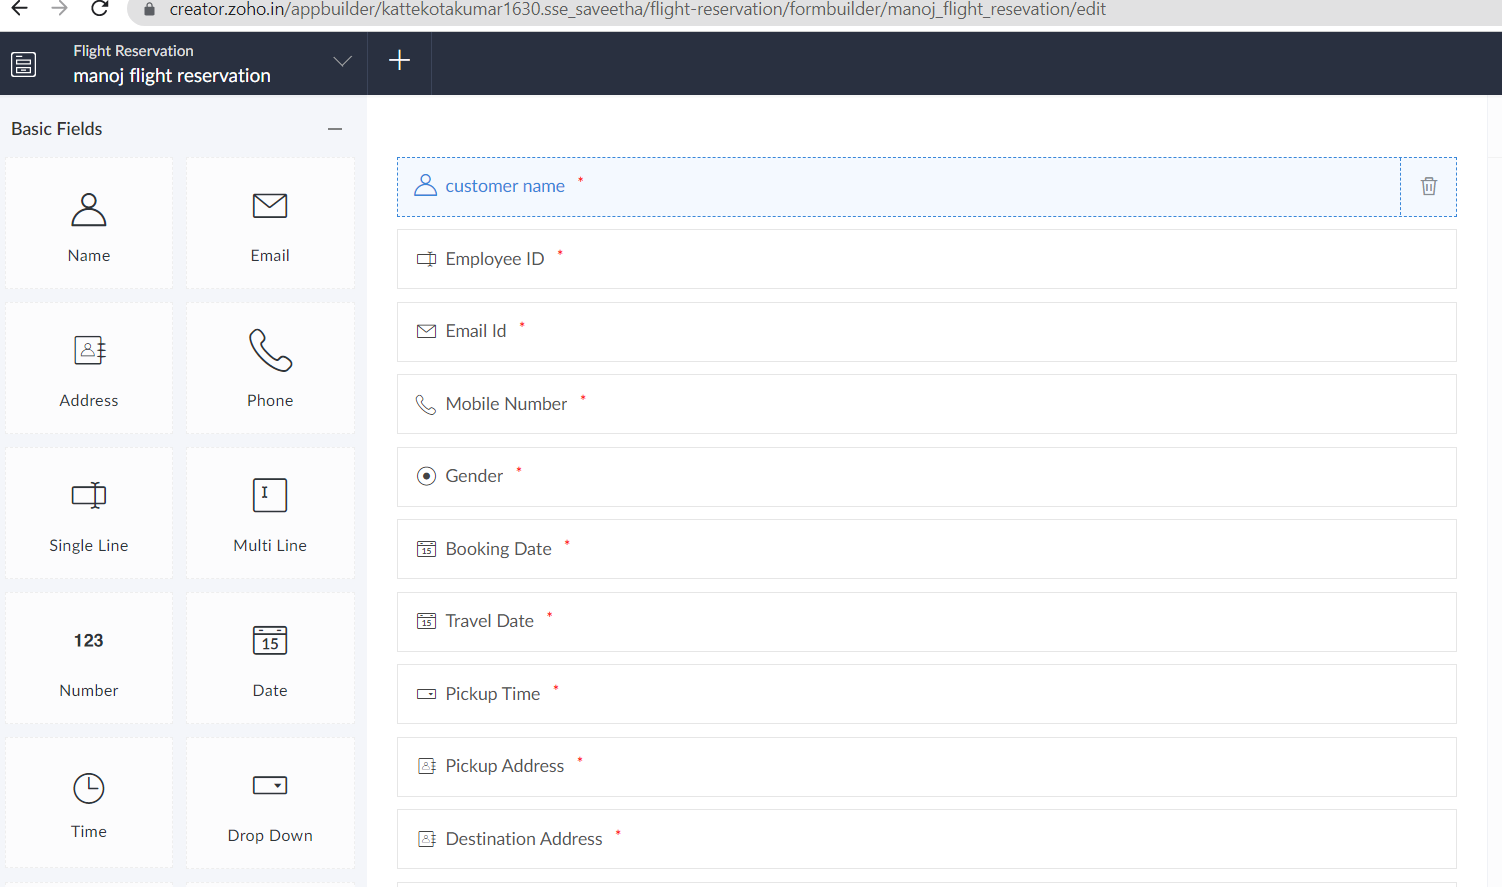 creator.zoho.in/appbuilder/kattekotakumar1630.sse_saveetha/flight-reservation/formbuilder/manoj_flight_resevation/edit
Flight Reservation
manoj flight reservation
Basic Fields
Name
Email
Address
Phone
Single Line
Multi Line
123
Number
15
Date
Time
Drop Down
customer name *
Employee ID *
Email Id *
Mobile Number *
Gender *
15 Booking Date *
15 Travel Date *
Pickup Time *
Pickup Address *
Destination Address *